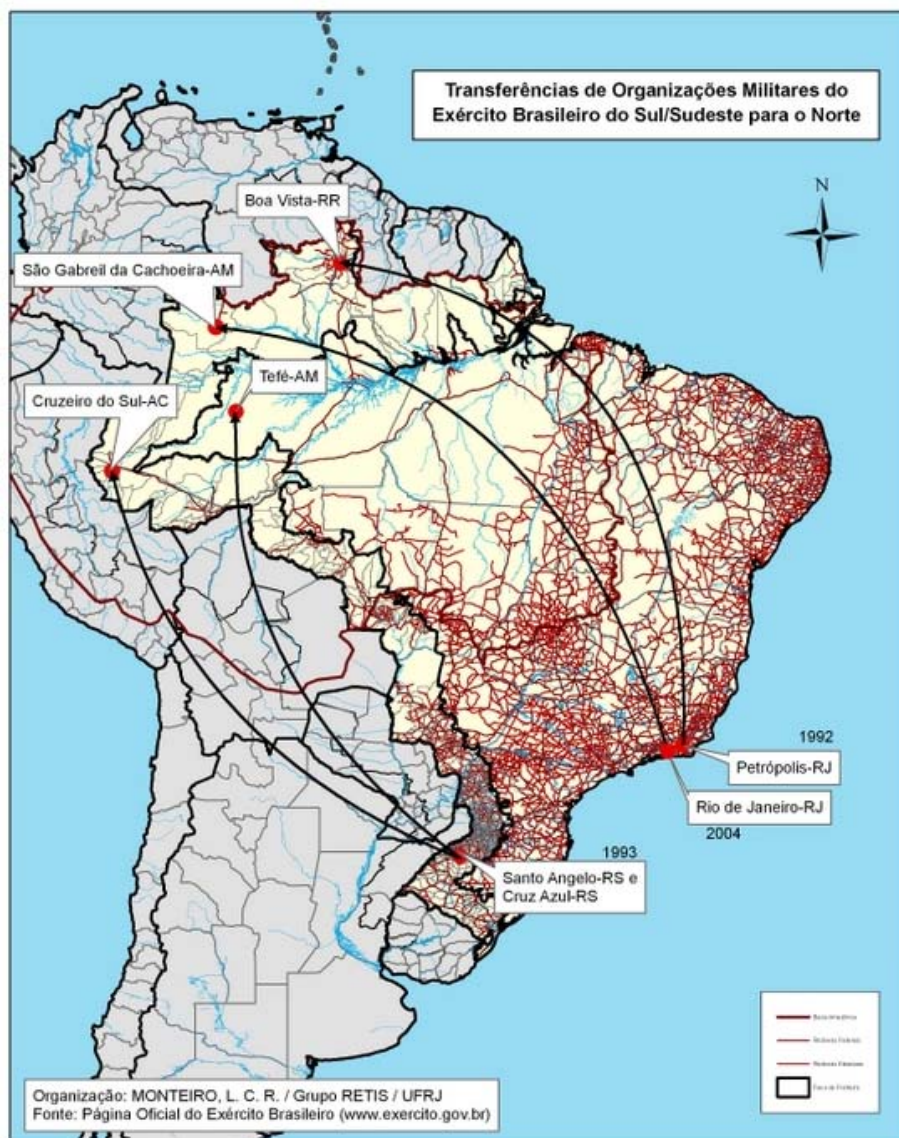 Transferências de Organizações Militares do
Exército Brasileiro do Sul/Sudeste para o Norte
N
Boa Vista-RR
São Gabreil da Cachoeira-AM
Tefé-AM
Cruzeiro do Sul-AC
1992
Petrópolis-RJ
Rio de Janeiro-RJ
2004
1993
Santo Angelo-RS e
Cruz Azul-RS
Organização: MONTEIRO, L. C. R. / Grupo RETIS / UFRJ
Fonte: Página Oficial do Exército Brasileiro (www.exercito.gov.br)